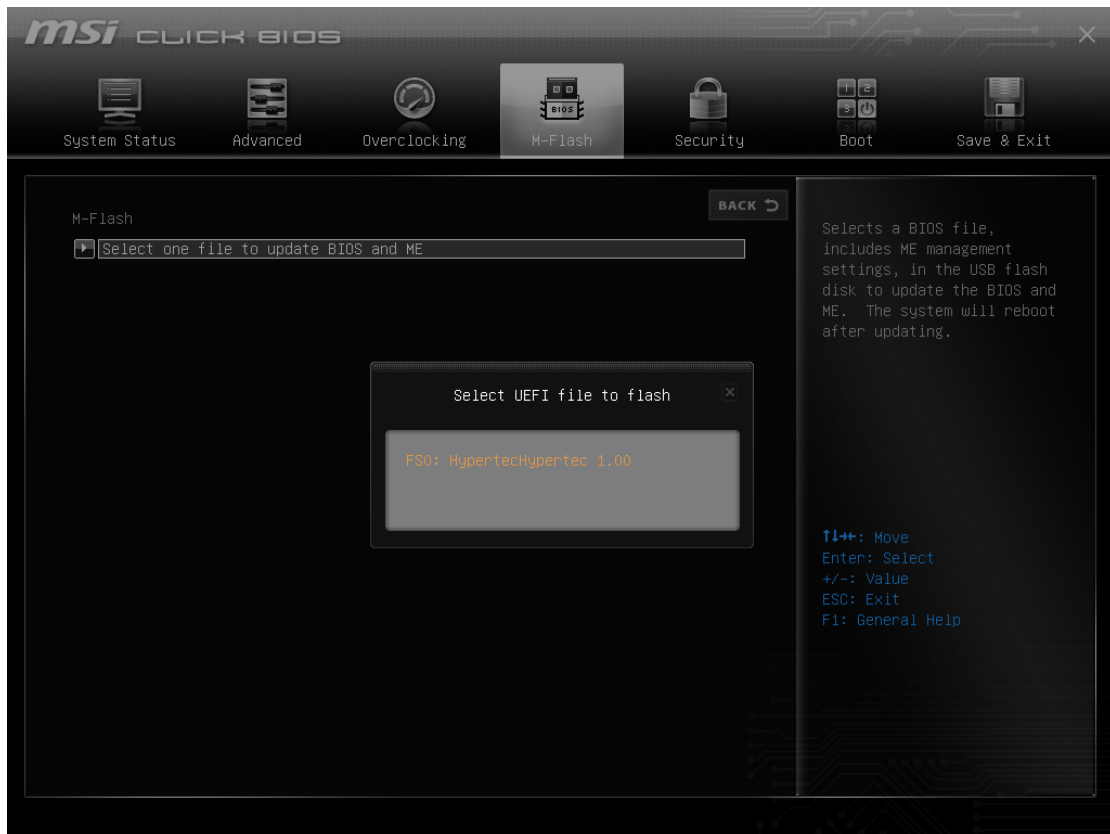 msi CLICK BIOS
System Status
Advanced
Overclocking
BIOS
M-Flash
Security
1 2
3
Boot
Save & Exit
M-Flash
BACK
Select one file to update BIOS and ME
Select UEFI file to flash
FS0: HypertecHypertec 1.00
Selects a BIOS file,
includes ME management
settings, in the USB flash
disk to update the BIOS and
ME. The system will reboot
after updating.
↑↓→←: Move
Enter: Select
+/-: Value
ESC: Exit
F1: General Help